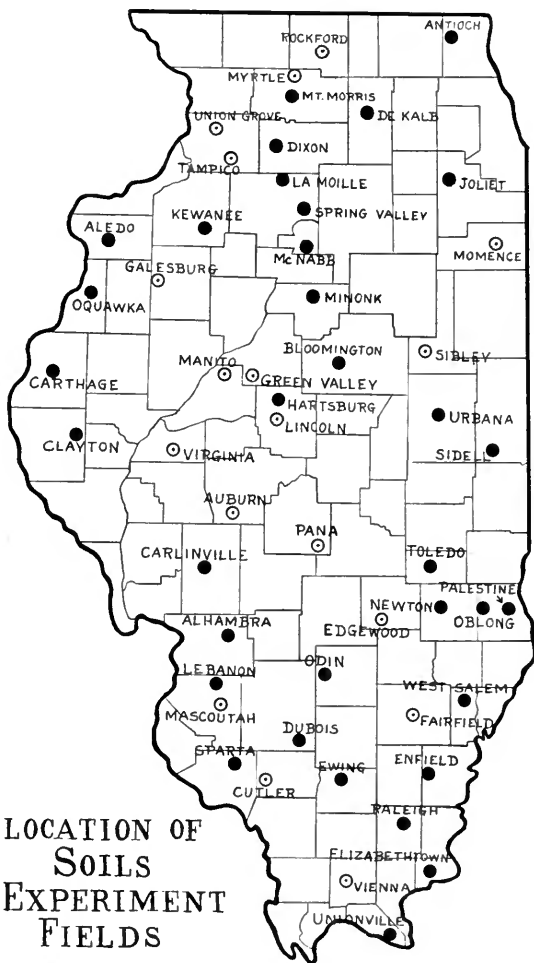 ANTIOCH
ROCKFORD
MYRTLE
MT. MORRIS
DE KALB
UNION GROVE
DIXON
TAMPICO
LA MOILLE
JOLIET
KEWANEE
SPRING VALLEY
ALEDO
MCNABB
MOMENCE
GALESBURG
OQUAWKA
MINONK
BLOOMINGTON
SIBLEY
MANITO
GREEN VALLEY
CARTHAGE
HARTSBURG
URBANA
LINCOLN
CLAYTON
VIRGINIA
SIDELL
AUBURN
PANA
CARLINVILLE
TOLEDO
PALESTINE
NEWTON
OBLONG
ALHAMBRA
EDGEWOOD
LEBANON
ODIN
WEST SALEM
MASCOUTAH
FAIRFIELD
DUBOIS
SPARTA
EWING
ENFIELD
CUTLER
RALEIGH
ELIZABETHTOWN
VIENNA
UNIONVILLE
LOCATION OF
SOILS
EXPERIMENT
FIELDS